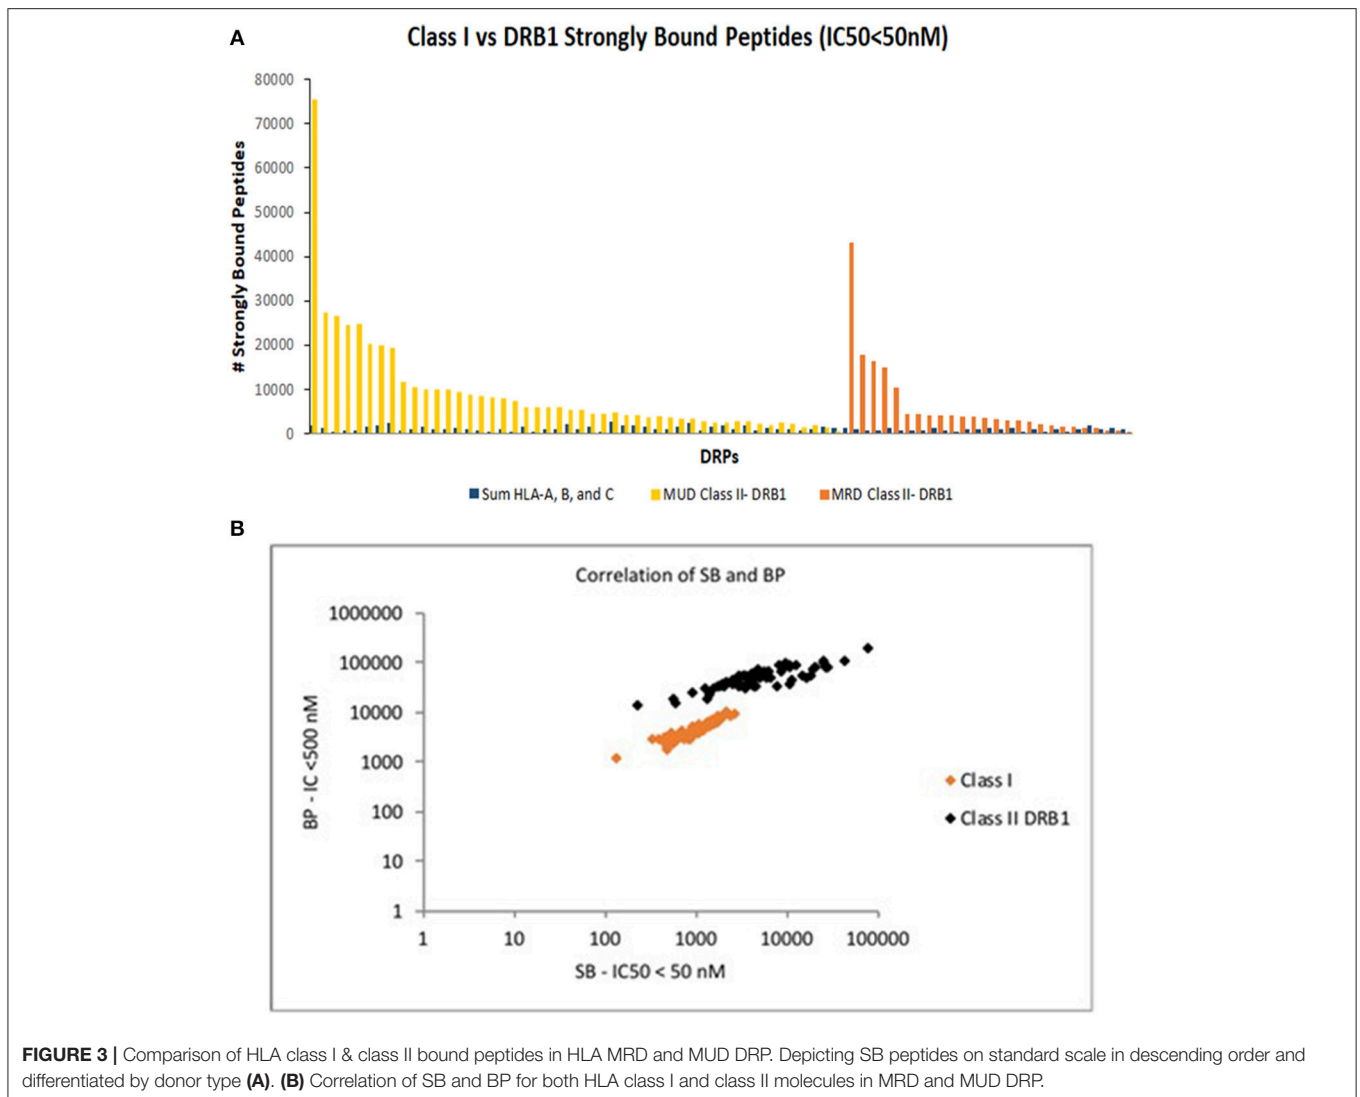 A
Class I vs DRB1 Strongly Bound Peptides (IC50<50nM)
# Strongly Bound Peptides
80000
70000
60000
50000
40000
30000
20000
10000
0
DRPs
Sum HLA-A, B, and C
MUD Class II- DRB1
MRD Class II- DRB1
B
Correlation of SB and BP
BP - IC <500 nM
1000000
100000
10000
1000
100
10
1
1 10 100 1000 10000 100000
SB - IC50 < 50 nM
Class I
Class II DRB1
FIGURE 3 | Comparison of HLA class I & class II bound peptides in HLA MRD and MUD DRP. Depicting SB peptides on standard scale in descending order and
differentiated by donor type (A). (B) Correlation of SB and BP for both HLA class I and class II molecules in MRD and MUD DRP.